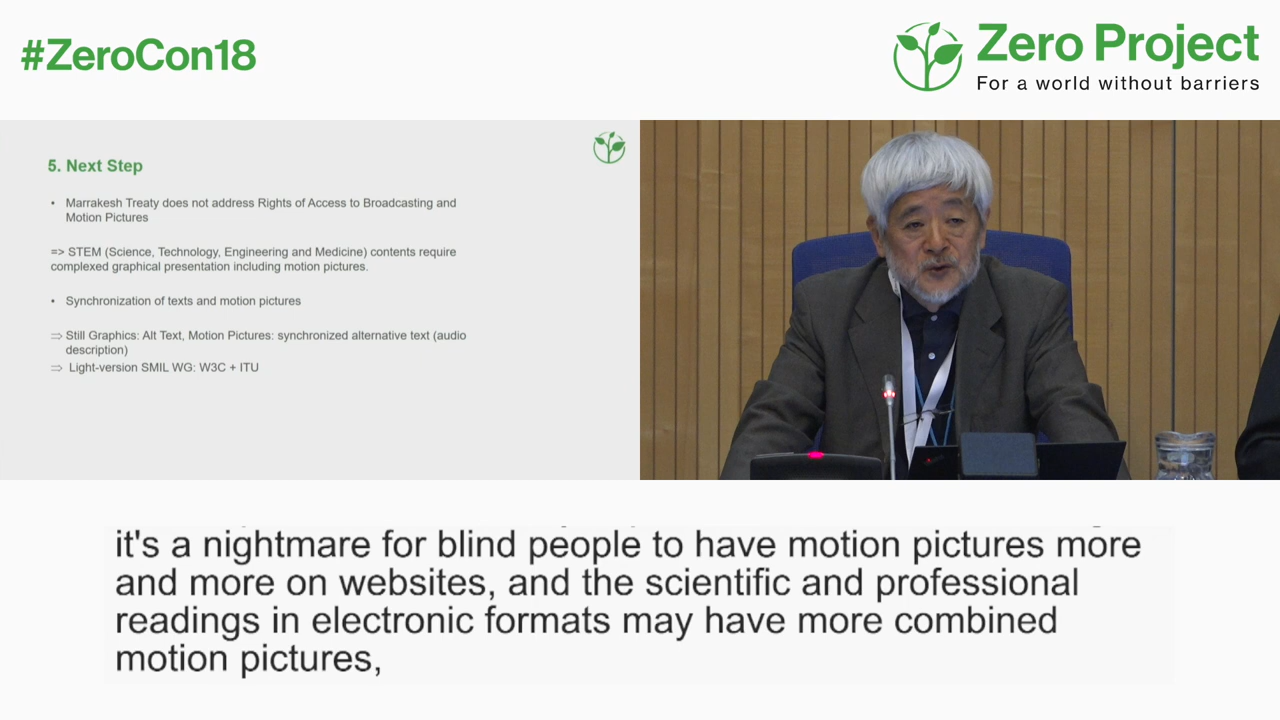 #ZeroCon18
Zero Project
For a world without barriers
5. Next Step
• Marrakesh Treaty does not address Rights of Access to Broadcasting and
Motion Pictures
=> STEM (Science, Technology, Engineering and Medicine) contents require
complexed graphical presentation including motion pictures.
• Synchronization of texts and motion pictures
⇒ Still Graphics: Alt Text, Motion Pictures: synchronized alternative text (audio
description)
⇒ Light-version SMIL WG: W3C + ITU
it's a nightmare for blind people to have motion pictures more
and more on websites, and the scientific and professional
readings in electronic formats may have more combined
motion pictures,